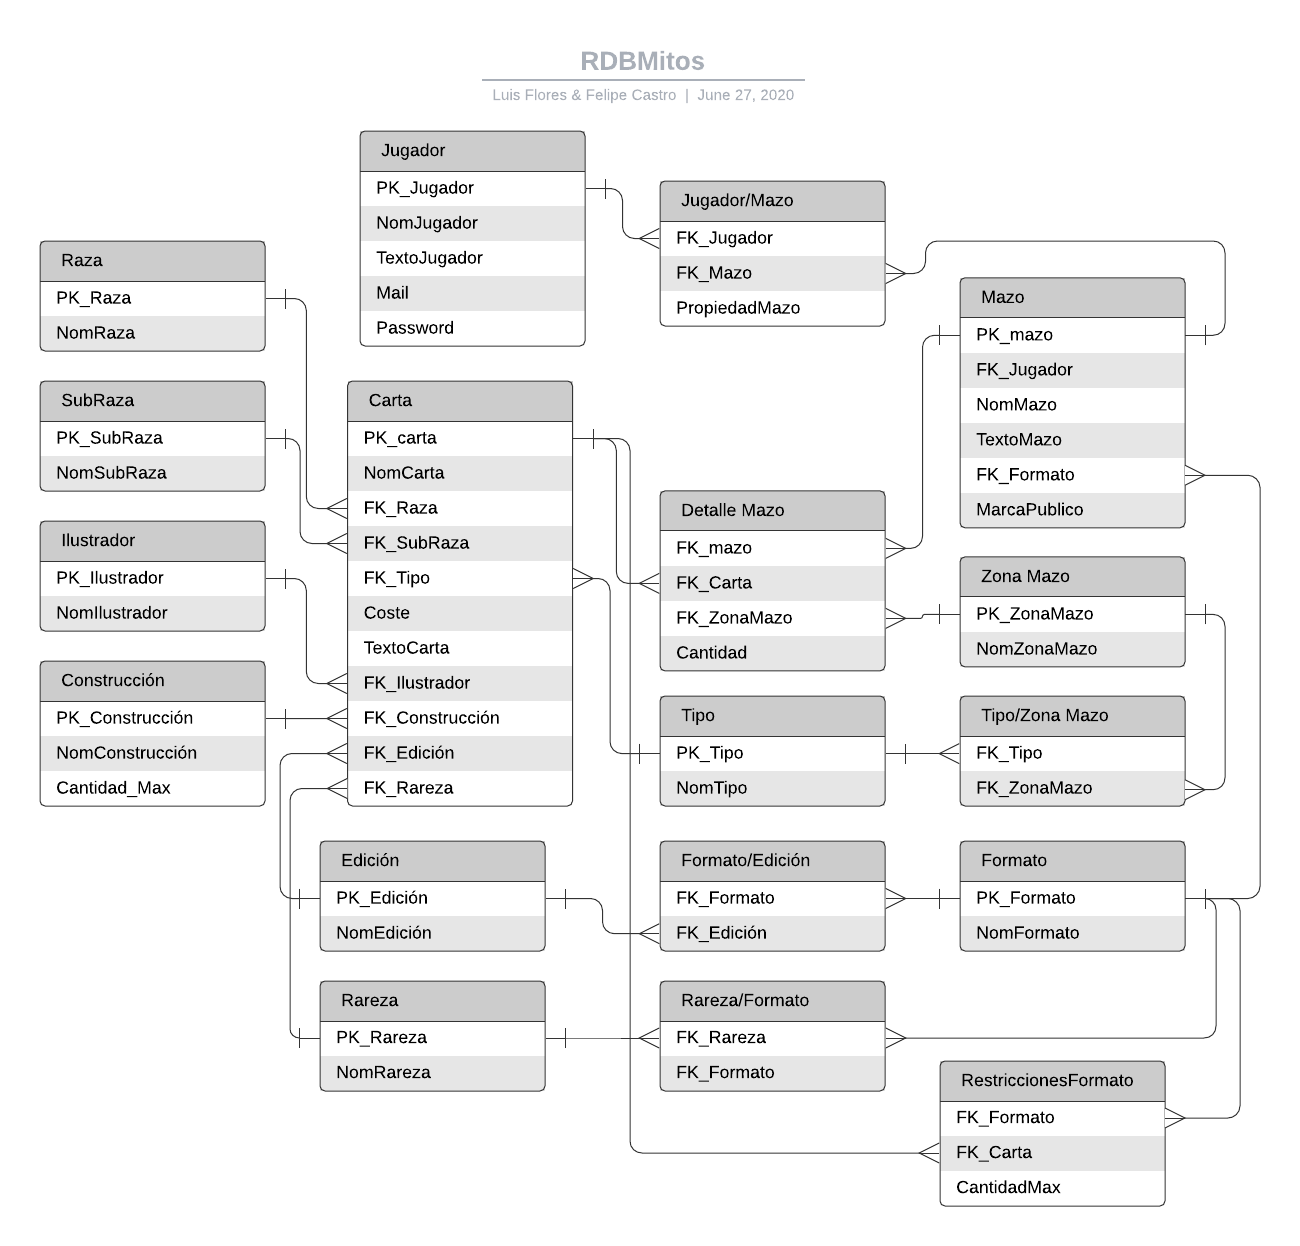 RDBMitos
Luis Flores & Felipe Castro | June 27, 2020
Jugador
PK_Jugador
NomJugador
TextoJugador
Mail
Password
Jugador/Mazo
FK_Jugador
FK_Mazo
PropiedadMazo
Raza
PK_Raza
NomRaza
Mazo
PK_mazo
FK_Jugador
NomMazo
TextoMazo
FK_Formato
MarcaPublico
SubRaza
PK_SubRaza
NomSubRaza
Carta
PK_carta
NomCarta
FK_Raza
FK_SubRaza
FK_Tipo
Coste
TextoCarta
FK_Ilustrador
FK_Construcción
FK_Edición
FK_Rareza
Detalle Mazo
FK_mazo
FK_Carta
FK_ZonaMazo
Cantidad
Ilustrador
PK_Ilustrador
NomIlustrador
Zona Mazo
PK_ZonaMazo
NomZonaMazo
Construcción
PK_Construcción
NomConstrucción
Cantidad_Max
Tipo
PK_Tipo
NomTipo
Tipo/Zona Mazo
FK_Tipo
FK_ZonaMazo
Edición
PK_Edición
NomEdición
Formato/Edición
FK_Formato
FK_Edición
Formato
PK_Formato
NomFormato
Rareza
PK_Rareza
NomRareza
Rareza/Formato
FK_Rareza
FK_Formato
RestriccionesFormato
FK_Formato
FK_Carta
CantidadMax